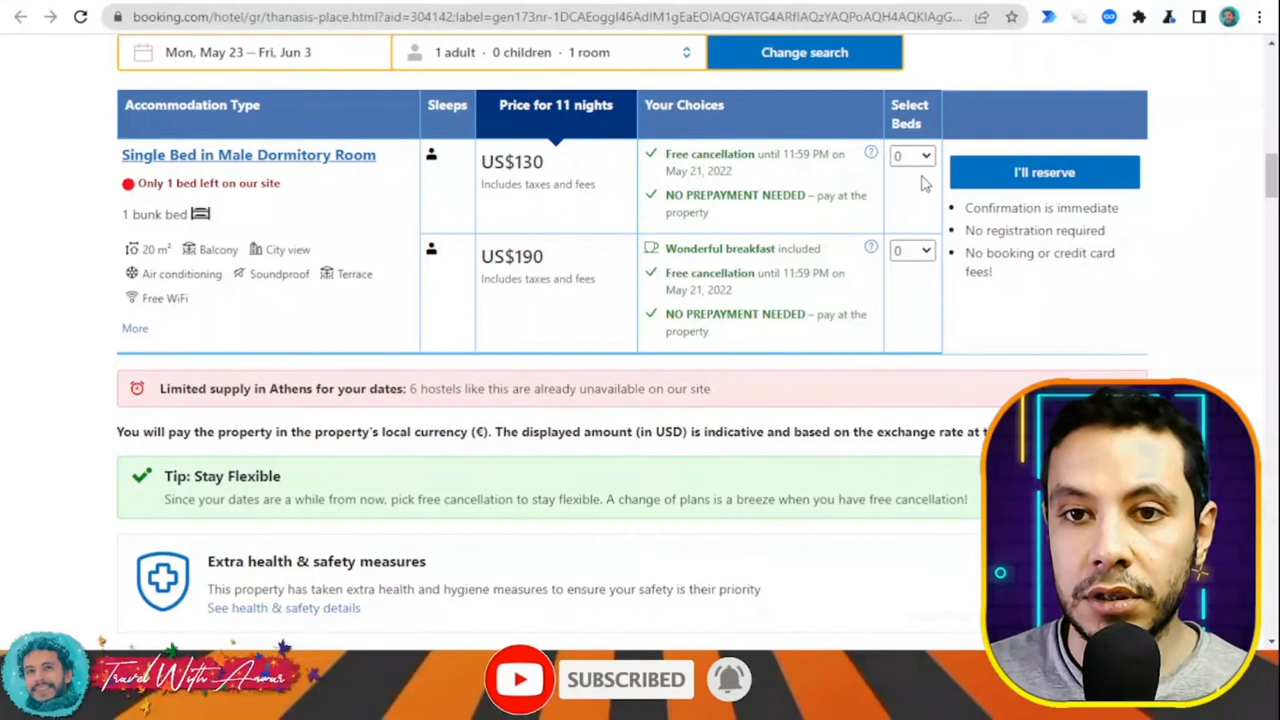 booking.com/hotel/gr/thanasis-place.html?aid=304142;label=gen173nr-1DCAEoggI46AdIM1gEaEOIAQGYATG4ARfIAQzYAQPoAQH4AQKIAgG...
Mon, May 23 — Fri, Jun 3
1 adult · 0 children · 1 room
Change search
Accommodation Type
Sleeps
Price for 11 nights
Your Choices
Select
Beds
Single Bed in Male Dormitory Room
Only 1 bed left on our site
1 bunk bed
20 m² Balcony City view
Air conditioning Soundproof Terrace
Free WiFi
More
US$130
Includes taxes and fees
Free cancellation until 11:59 PM on
May 21, 2022
NO PREPAYMENT NEEDED – pay at the
property
0
I'll reserve
Confirmation is immediate
No registration required
No booking or credit card
fees!
US$190
Includes taxes and fees
Wonderful breakfast included
Free cancellation until 11:59 PM on
May 21, 2022
NO PREPAYMENT NEEDED – pay at the
property
0
Limited supply in Athens for your dates: 6 hostels like this are already unavailable on our site
You will pay the property in the property's local currency (€). The displayed amount (in USD) is indicative and based on the exchange rate at
Tip: Stay Flexible
Since your dates are a while from now, pick free cancellation to stay flexible. A change of plans is a breeze when you have free cancellation!
Extra health & safety measures
This property has taken extra health and hygiene measures to ensure your safety is their priority
See health & safety details
Travel With Anwar
SUBSCRIBED